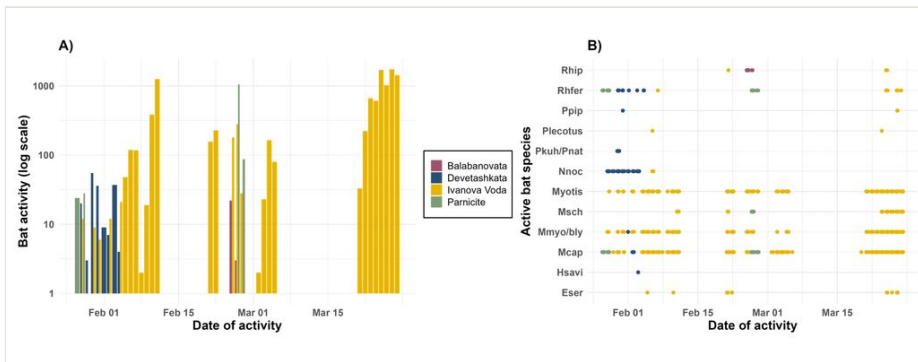 A)
Bat activity (log scale)
1000
100
10
1
Feb 01
Feb 15
Mar 01
Mar 15
Date of activity
Balabanovata
Devetashkata
Ivanova Voda
Parnicite
B)
Active bat species
Rhip
Rhfer
Ppip
Plecotus
Pkuh/Pnat
Nnoc
Myotis
Msch
Mmyo/bly
Mcap
Hsavi
Eser
Feb 01
Feb 15
Mar 01
Mar 15
Date of activity